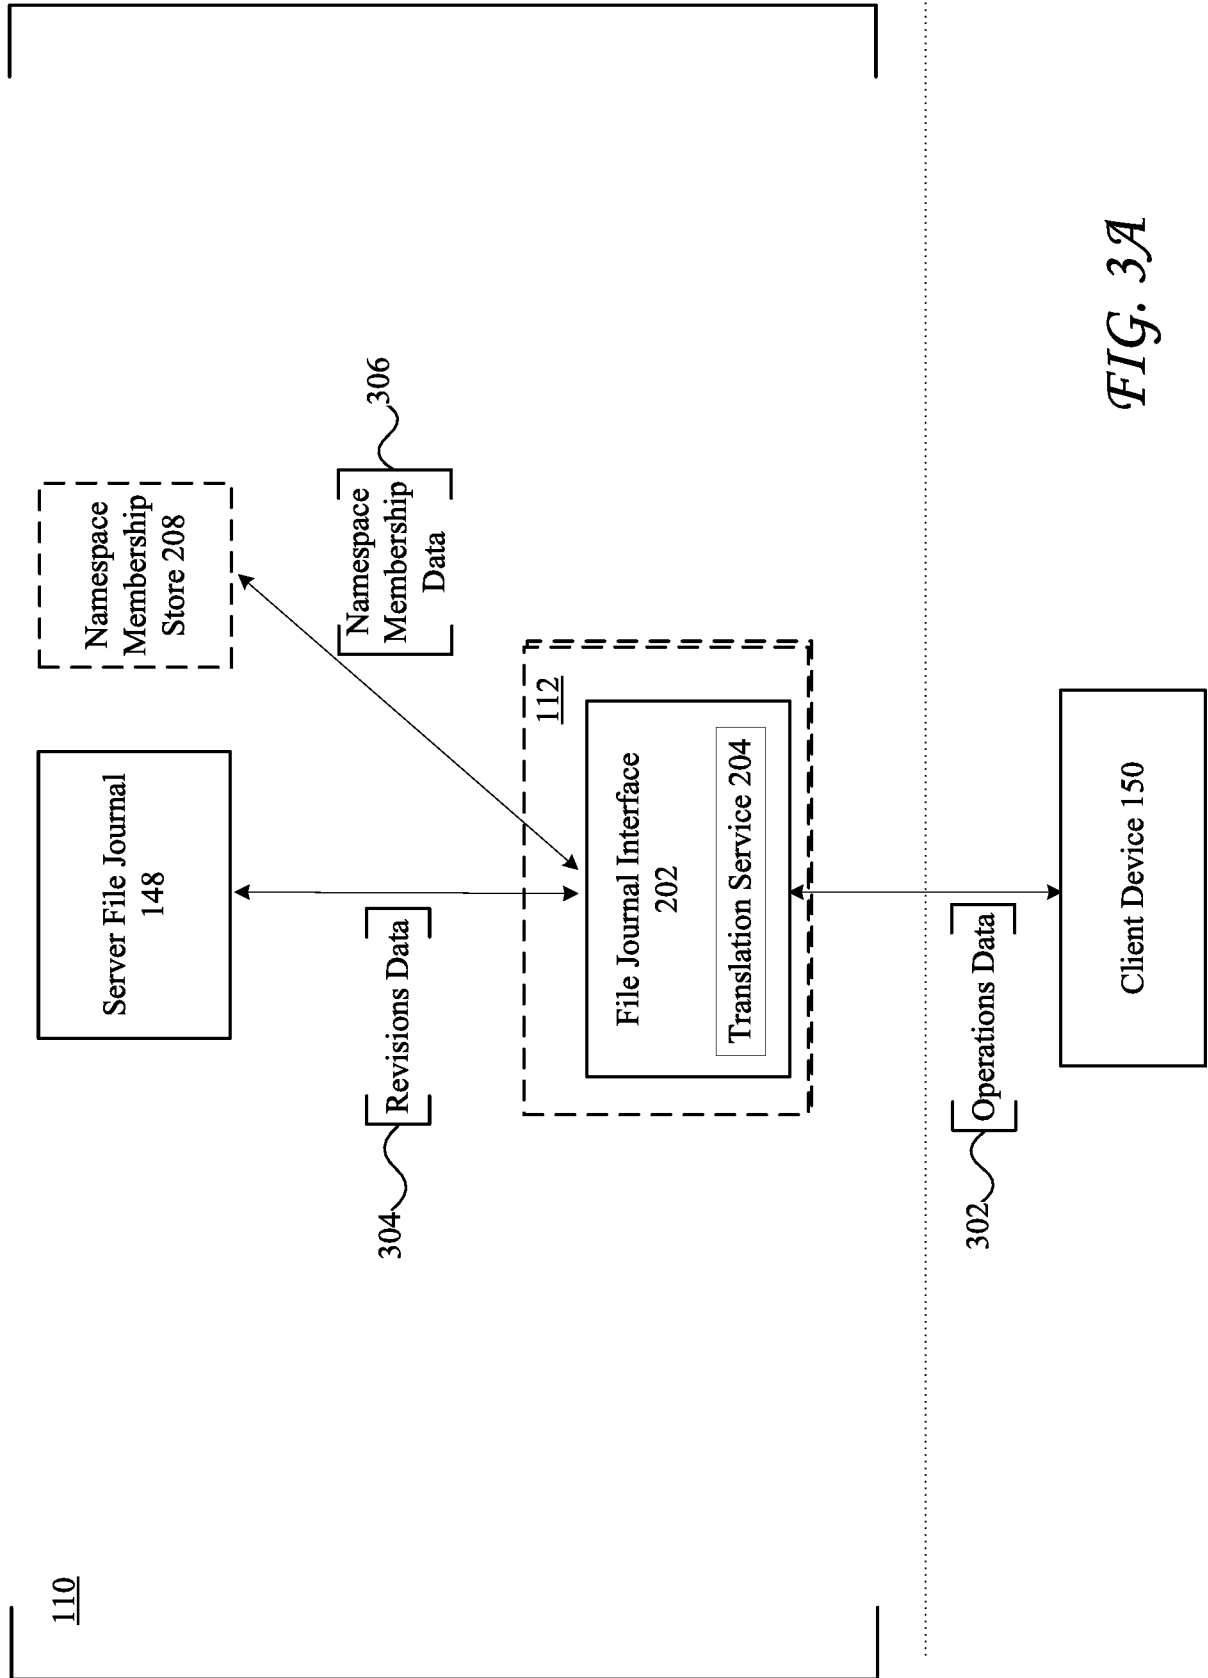 110
Server File Journal
148
Namespace
Membership
Store 208
304
Revisions Data
Namespace
Membership
Data
306
112
File Journal Interface
202
Translation Service 204
302
Operations Data
Client Device 150
FIG. 3A